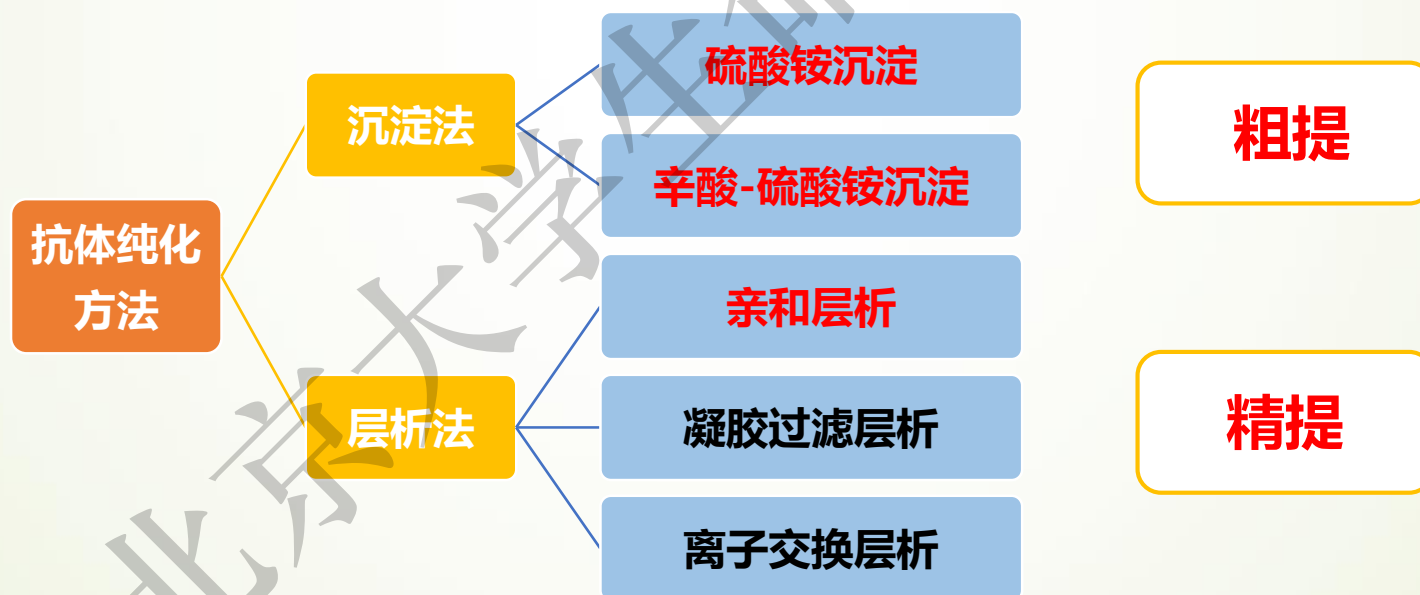 抗体纯化
方法
沉淀法
层析法
硫酸铵沉淀
辛酸-硫酸铵沉淀
亲和层析
凝胶过滤层析
离子交换层析
粗提
精提
北京大学生